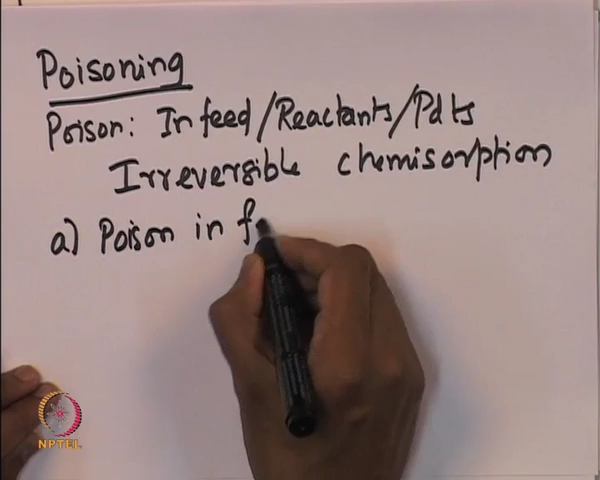 Poisoning
Poison: In feed/Reactants/Pdts
Irreversible chemisorption
a) Poison in f
NPTEL